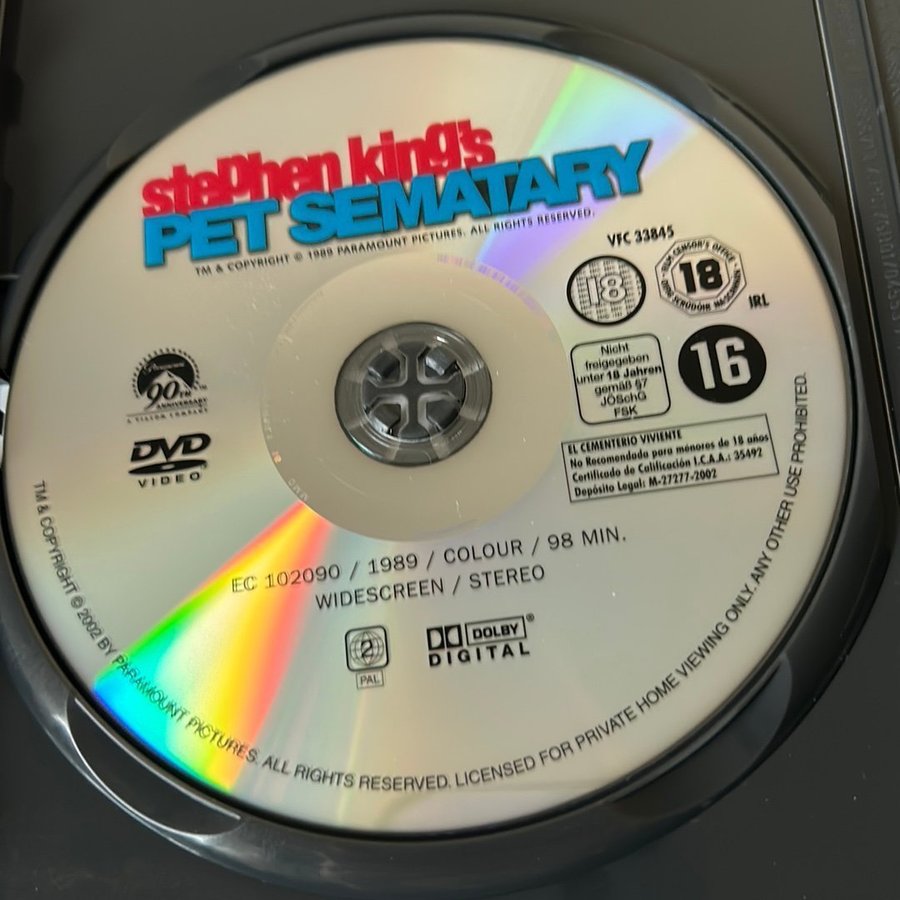 stephen king's
PET SEMATARY
TM & COPYRIGHT © 1989 PARAMOUNT PICTURES. ALL RIGHTS RESERVED.
VFC 33845
18
FILM CENSOR'S OFFICE
18
IRL
Nicht
freigegeben
unter 18 Jahren
gemäß §7
JÖSchG
FSK
16
Paramount
90TH
ANNIVERSARY
A VIACOM COMPANY
DVD
VIDEO
EL CEMENTERIO VIVIENTE
No Recomendada para menores de 18 años
Certificado de Calificación I.C.A.A.: 35492
Depósito Legal: M-27277-2002
EC 102090 / 1989 / COLOUR / 98 MIN.
WIDESCREEN / STEREO
2
PAL
DOLBY®
DIGITAL
TM & COPYRIGHT © 2002 BY PARAMOUNT PICTURES. ALL RIGHTS RESERVED. LICENSED FOR PRIVATE HOME VIEWING ONLY. ANY OTHER USE PROHIBITED.